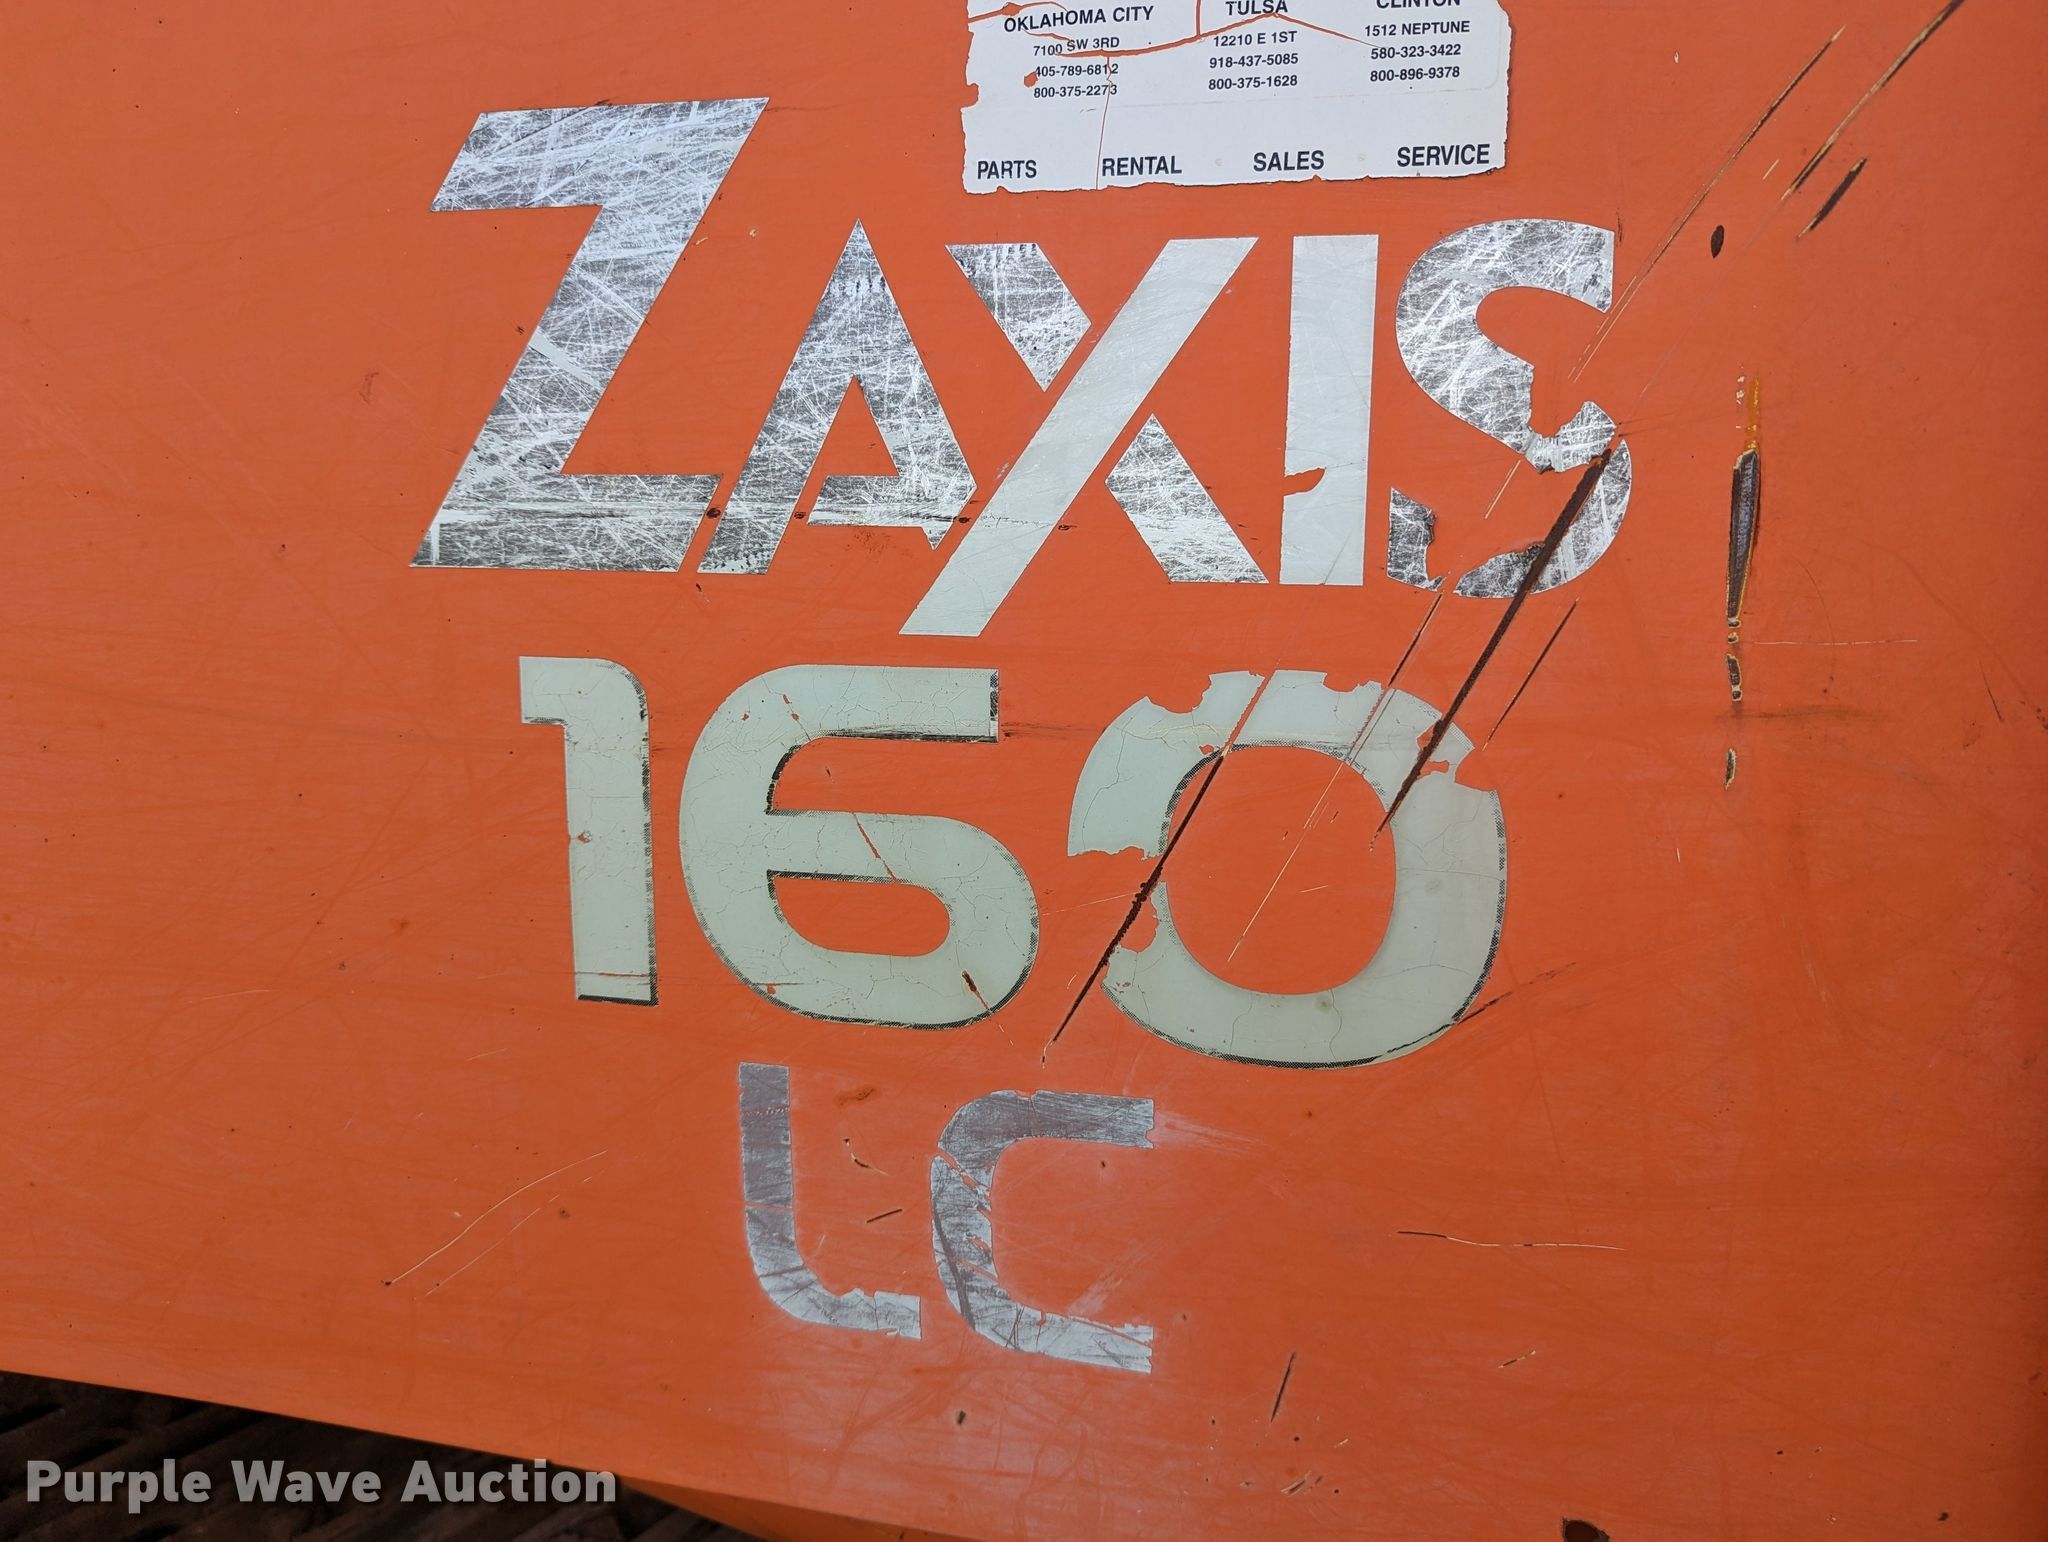 OKLAHOMA CITY TULSA CLINTON
7100 SW 3RD 12210 E 1ST 1512 NEPTUNE
405-789-6812 918-437-5085 580-323-3422
800-375-2273 800-375-1628 800-896-9378
PARTS RENTAL SALES SERVICE
ZAXIS
160
LC
Purple Wave Auction